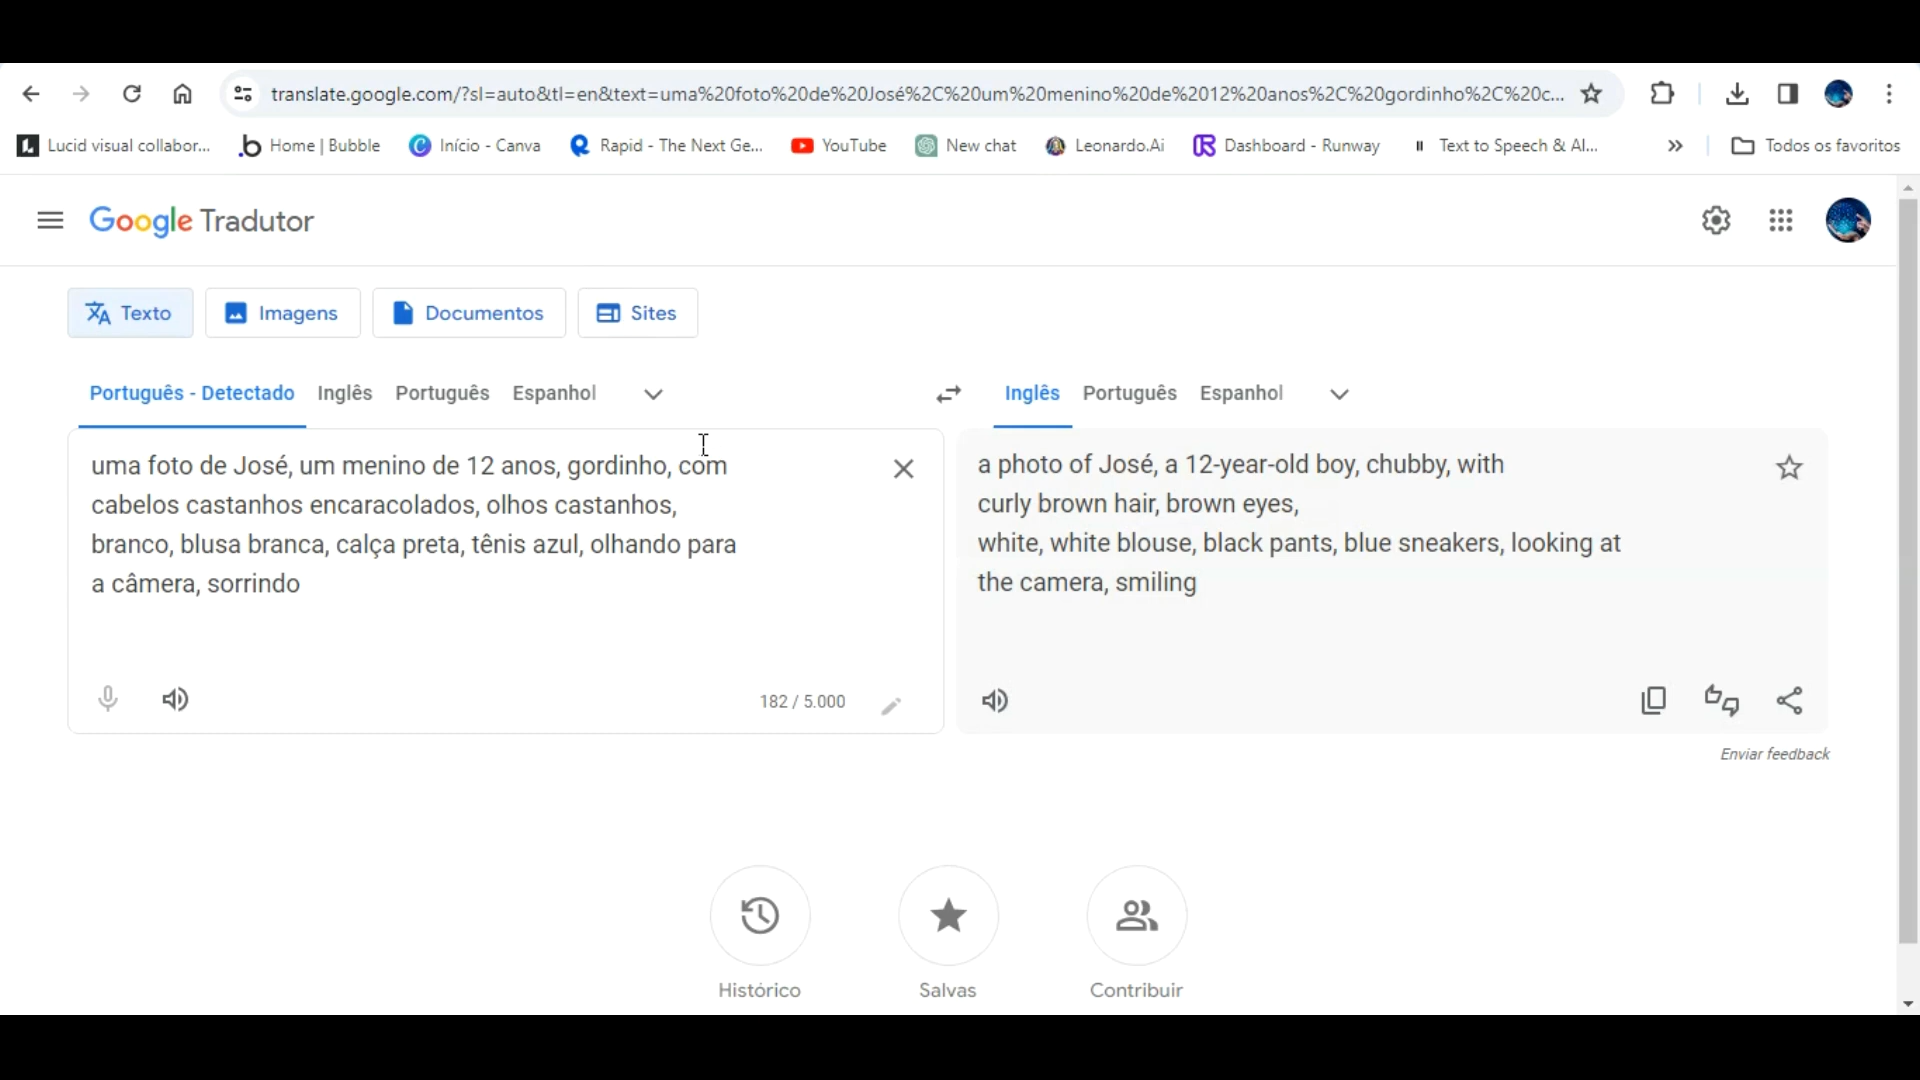 translate.google.com/?sl=auto&tl=en&text=uma%20foto%20de%20José%2C%20um%20menino%20de%2012%20anos%2C%20gordinho%2C%20c...
Lucid visual collabor... Home | Bubble Início - Canva Rapid - The Next Ge... YouTube New chat Leonardo.Ai Dashboard - Runway Text to Speech & AI... Todos os favoritos
Google Tradutor
Texto Imagens Documentos Sites
Português - Detectado Inglês Português Espanhol
Inglês Português Espanhol
uma foto de José, um menino de 12 anos, gordinho, com
cabelos castanhos encaracolados, olhos castanhos,
branco, blusa branca, calça preta, tênis azul, olhando para
a câmera, sorrindo
182 / 5.000
a photo of José, a 12-year-old boy, chubby, with
curly brown hair, brown eyes,
white, white blouse, black pants, blue sneakers, looking at
the camera, smiling
Enviar feedback
Histórico Salvas Contribuir